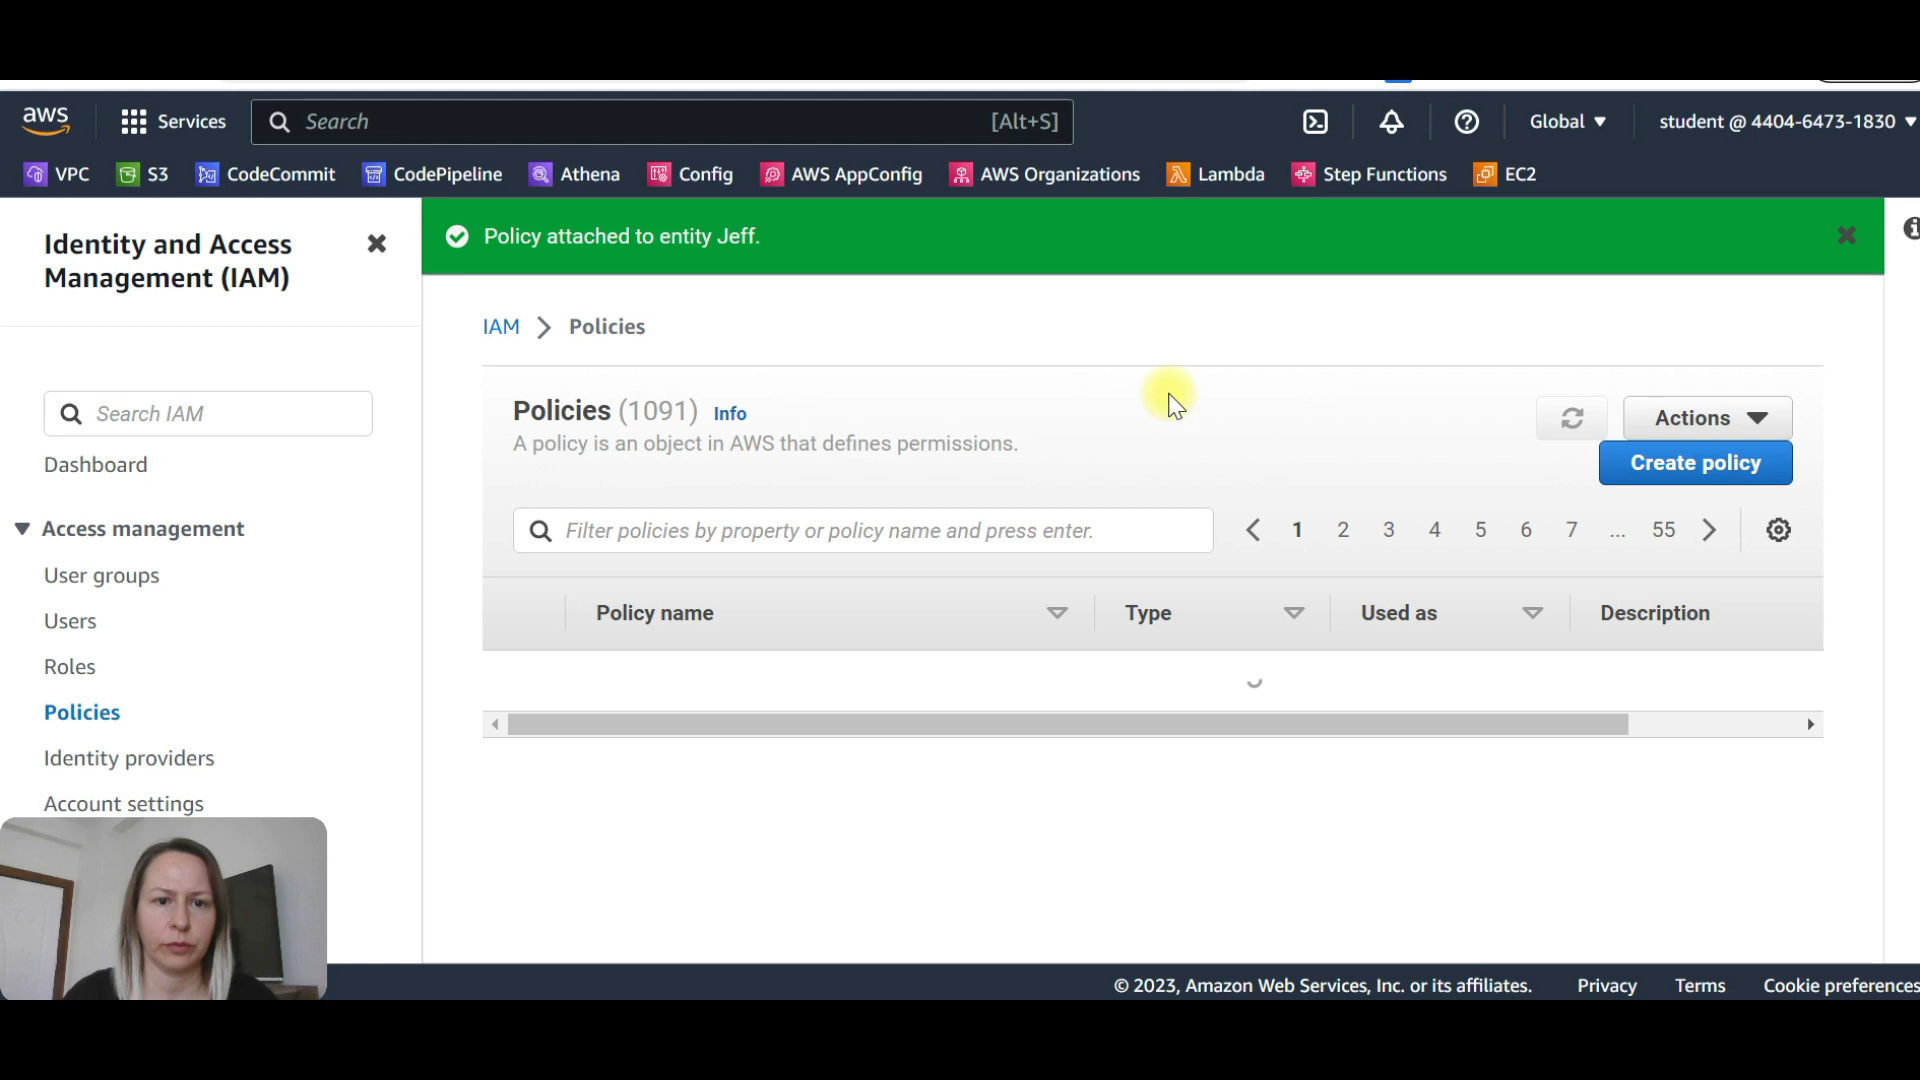 aws
Services
Search
[Alt+S]
Global
student @ 4404-6473-1830
VPC
S3
CodeCommit
CodePipeline
Athena
Config
AWS AppConfig
AWS Organizations
Lambda
Step Functions
EC2
Identity and Access
Management (IAM)
Search IAM
Dashboard
Access management
User groups
Users
Roles
Policies
Identity providers
Account settings
Policy attached to entity Jeff.
IAM
Policies
Policies (1091) Info
A policy is an object in AWS that defines permissions.
Actions
Create policy
Filter policies by property or policy name and press enter.
1 2 3 4 5 6 7 ... 55
Policy name
Type
Used as
Description
© 2023, Amazon Web Services, Inc. or its affiliates.
Privacy
Terms
Cookie preferences